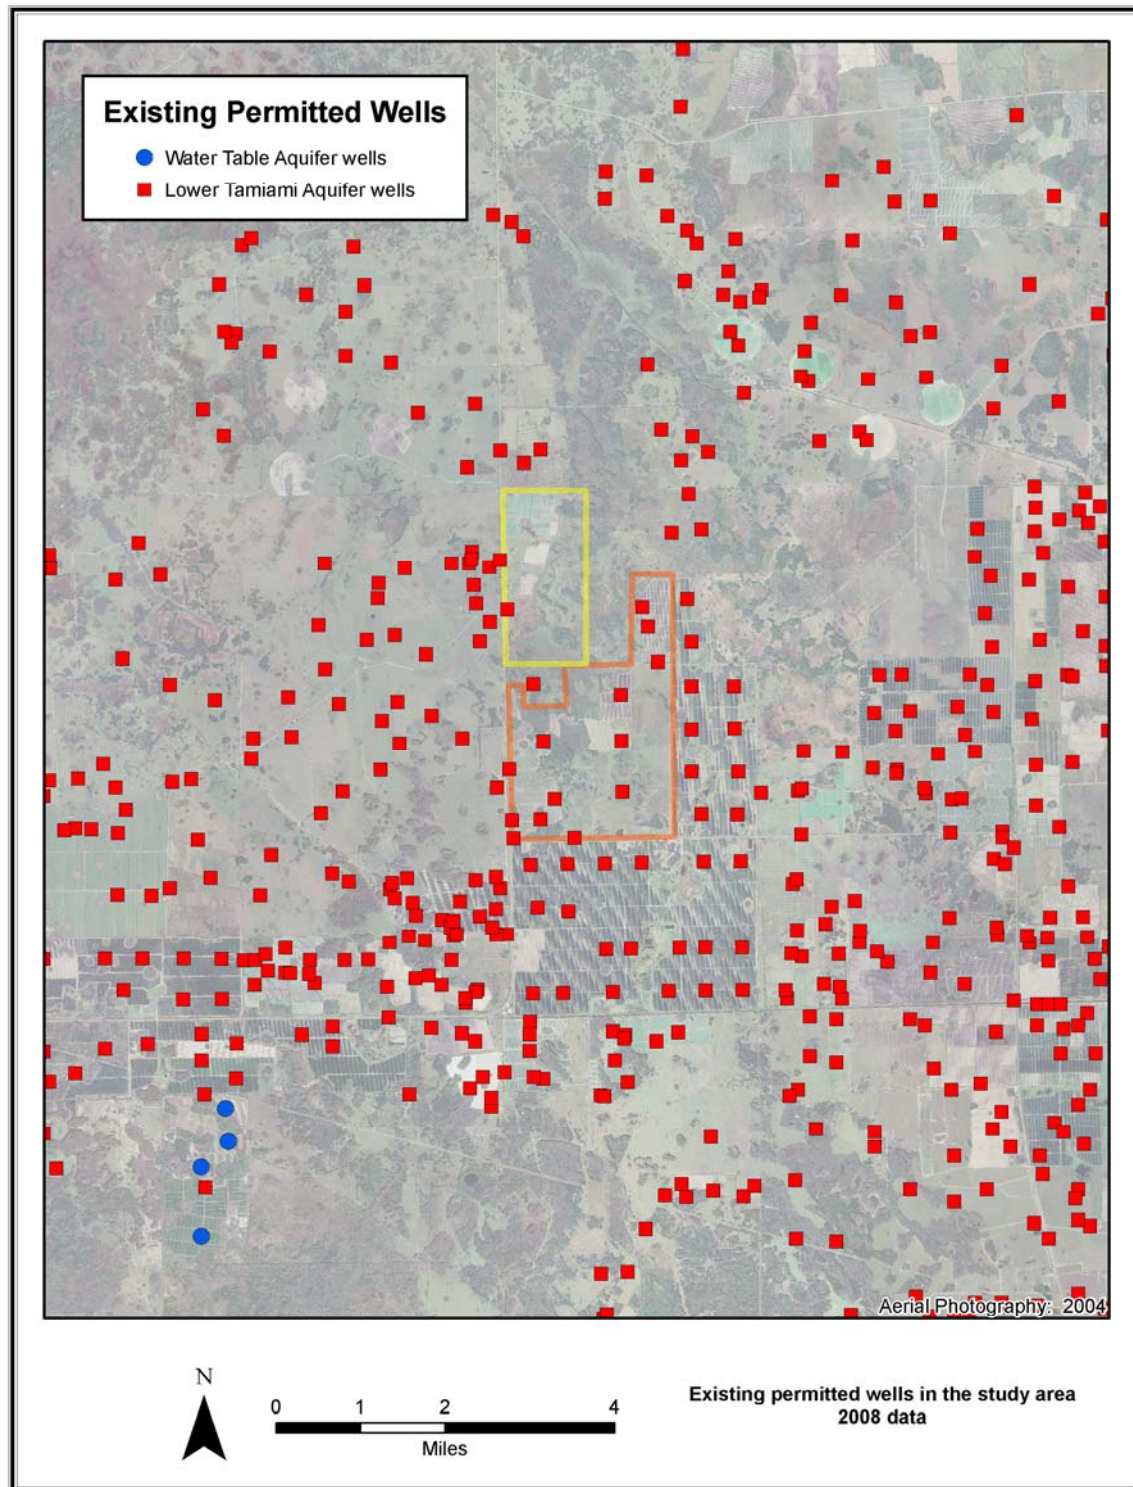 Existing Permitted Wells
Water Table Aquifer wells
Lower Tamiami Aquifer wells
Aerial Photography: 2004
N
0 1 2 4
Miles
Existing permitted wells in the study area
2008 data